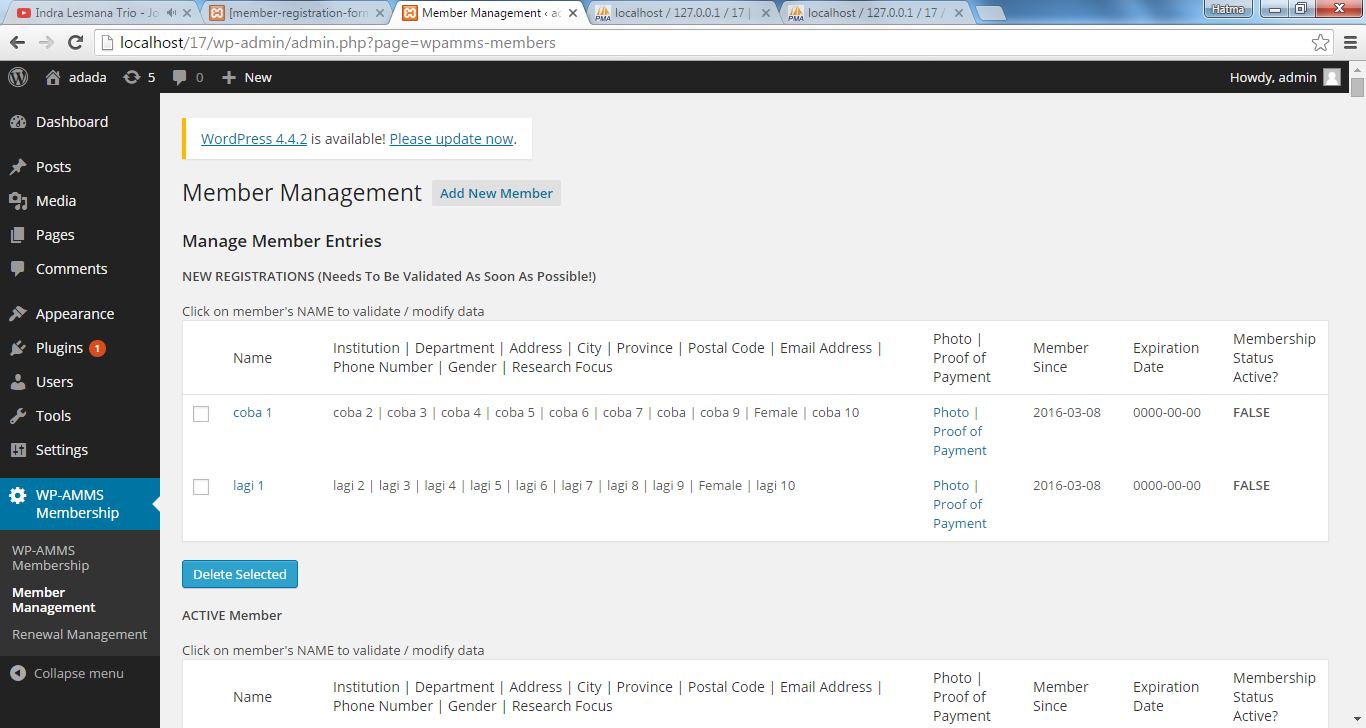 Indra Lesmana Trio - Jo
[member-registration-forn
Member Management ‹ ac
localhost / 127.0.0.1 / 17 |
localhost / 127.0.0.1 / 17 /
Hatma
localhost/17/wp-admin/admin.php?page=wpamms-members
adada
5
0
New
Howdy, admin
Dashboard
Posts
Media
Pages
Comments
Appearance
Plugins 1
Users
Tools
Settings
WP-AMMS
Membership
WP-AMMS
Membership
Member
Management
Renewal Management
Collapse menu
WordPress 4.4.2 is available! Please update now.
Member Management
Add New Member
Manage Member Entries
NEW REGISTRATIONS (Needs To Be Validated As Soon As Possible!)
Click on member's NAME to validate / modify data
Name
Institution | Department | Address | City | Province | Postal Code | Email Address |
Phone Number | Gender | Research Focus
Photo |
Proof of
Payment
Member
Since
Expiration
Date
Membership
Status
Active?
coba 1
coba 2 | coba 3 | coba 4 | coba 5 | coba 6 | coba 7 | coba | coba 9 | Female | coba 10
Photo |
Proof of
Payment
2016-03-08
0000-00-00
FALSE
lagi 1
lagi 2 | lagi 3 | lagi 4 | lagi 5 | lagi 6 | lagi 7 | lagi 8 | lagi 9 | Female | lagi 10
Photo |
Proof of
Payment
2016-03-08
0000-00-00
FALSE
Delete Selected
ACTIVE Member
Click on member's NAME to validate / modify data
Name
Institution | Department | Address | City | Province | Postal Code | Email Address |
Phone Number | Gender | Research Focus
Photo |
Proof of
Payment
Member
Since
Expiration
Date
Membership
Status
Active?